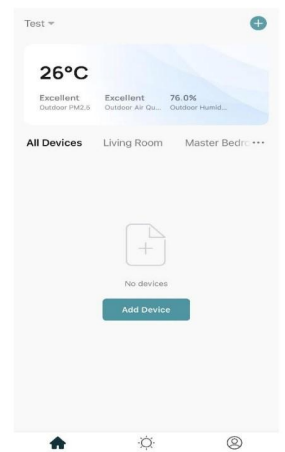 Test
26°C
Excellent Excellent 76.0%
Outdoor PM2.5 Outdoor Air Qu... Outdoor Humid...
All Devices Living Room Master Bedro ...
No devices
Add Device